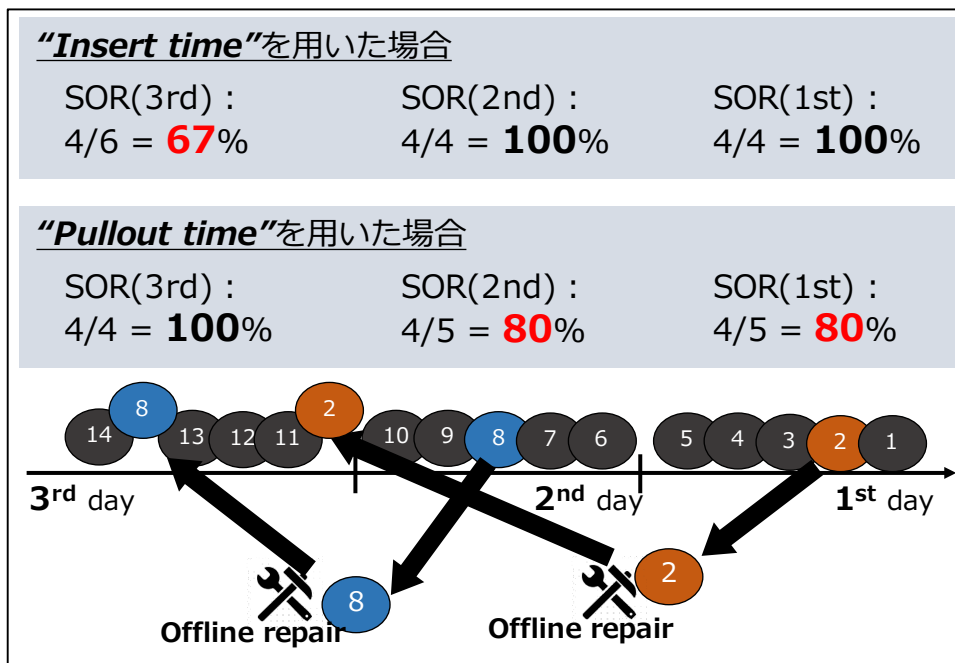 “Insert time”を用いた場合
SOR(3rd) : SOR(2nd) : SOR(1st) :
4/6 = 67% 4/4 = 100% 4/4 = 100%
“Pullout time”を用いた場合
SOR(3rd) : SOR(2nd) : SOR(1st) :
4/4 = 100% 4/5 = 80% 4/5 = 80%
14 8 13 12 11 2 10 9 8 7 6 5 4 3 2 1
3rd day 2nd day 1st day
8 2
Offline repair Offline repair